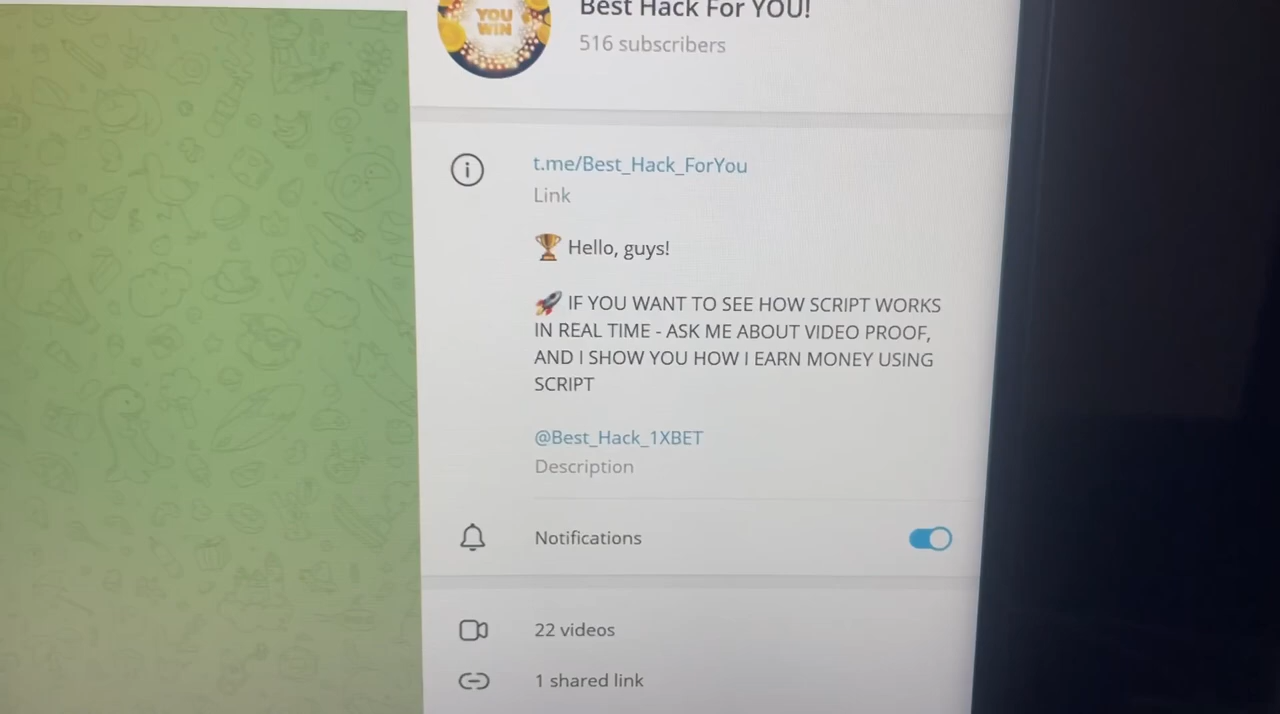 YOU
WIN
Best Hack For YOU!
516 subscribers
t.me/Best_Hack_ForYou
Link
🏆 Hello, guys!
🚀 IF YOU WANT TO SEE HOW SCRIPT WORKS
IN REAL TIME - ASK ME ABOUT VIDEO PROOF,
AND I SHOW YOU HOW I EARN MONEY USING
SCRIPT
@Best_Hack_1XBET
Description
Notifications
22 videos
1 shared link